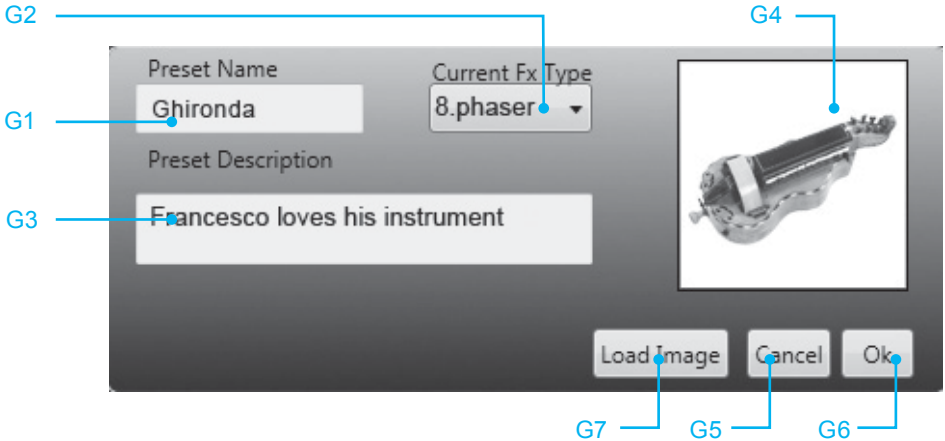 G2
G4
Preset Name
Current Fx Type
Ghironda
8.phaser
G1
Preset Description
Francesco loves his instrument
G3
Load Image
Cancel
Ok
G7
G5
G6